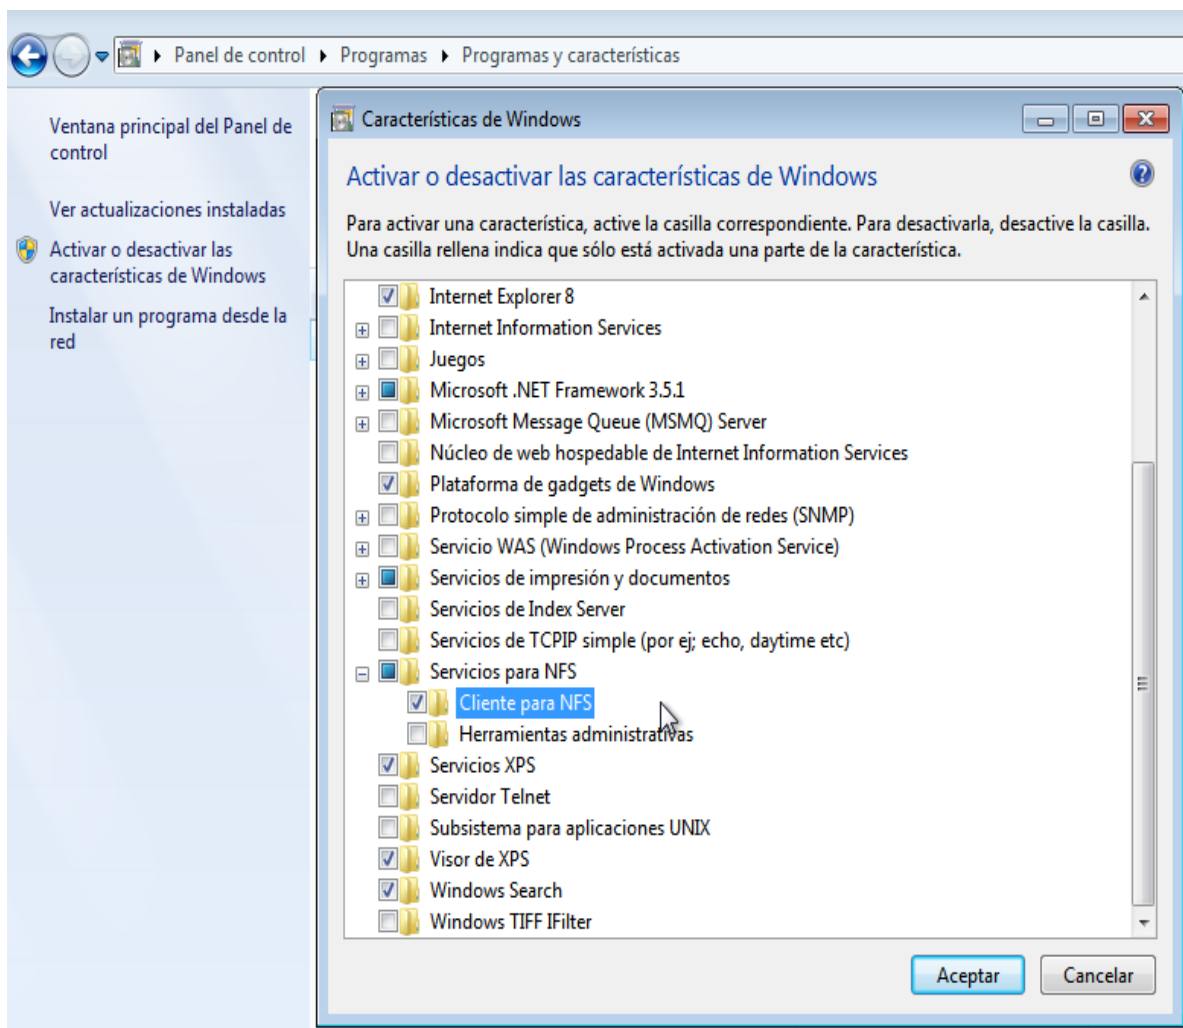 Panel de control Programas Programas y características
Ventana principal del Panel de
control
Ver actualizaciones instaladas
Activar o desactivar las
características de Windows
Instalar un programa desde la
red
Características de Windows
Activar o desactivar las características de Windows
Para activar una característica, active la casilla correspondiente. Para desactivarla, desactive la casilla.
Una casilla rellena indica que sólo está activada una parte de la característica.
Internet Explorer 8
Internet Information Services
Juegos
Microsoft .NET Framework 3.5.1
Microsoft Message Queue (MSMQ) Server
Núcleo de web hospedable de Internet Information Services
Plataforma de gadgets de Windows
Protocolo simple de administración de redes (SNMP)
Servicio WAS (Windows Process Activation Service)
Servicios de impresión y documentos
Servicios de Index Server
Servicios de TCPIP simple (por ej; echo, daytime etc)
Servicios para NFS
Cliente para NFS
Herramientas administrativas
Servicios XPS
Servidor Telnet
Subsistema para aplicaciones UNIX
Visor de XPS
Windows Search
Windows TIFF IFilter
Aceptar Cancelar